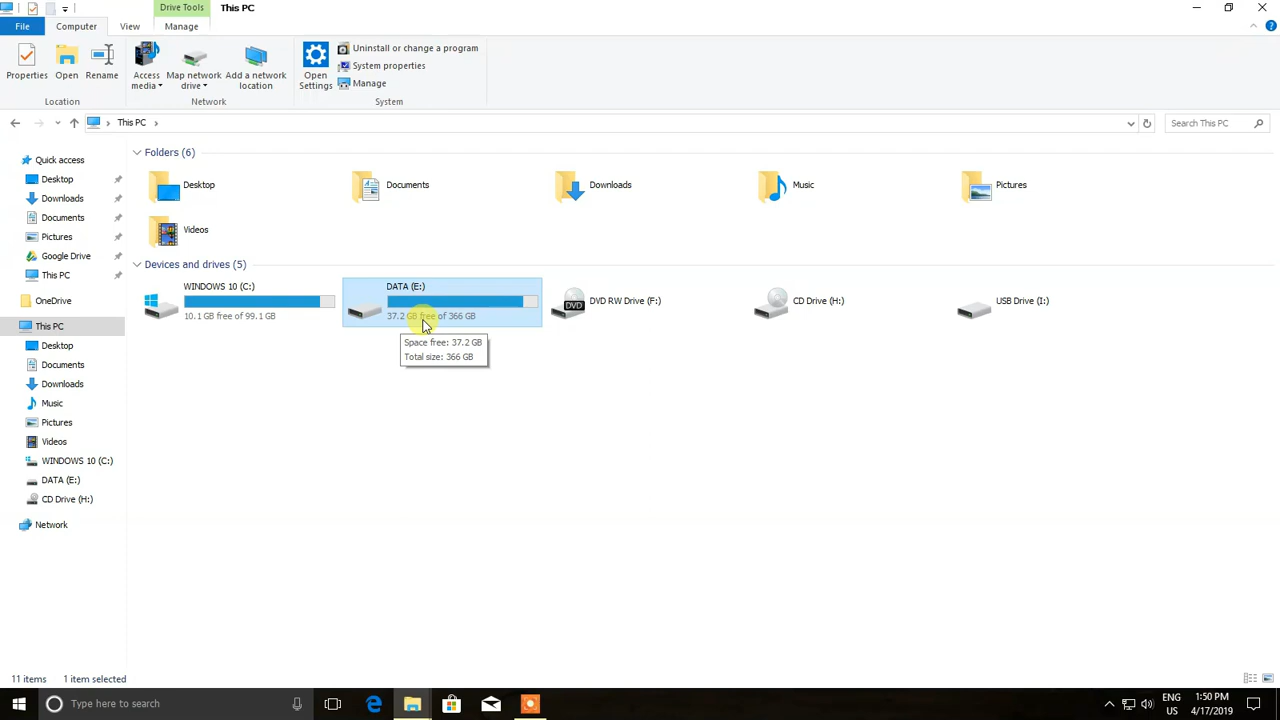 Drive Tools
This PC
File
Computer
View
Manage
Properties
Open
Rename
Access media
Map network drive
Add a network location
Open Settings
Uninstall or change a program
System properties
Manage
Location
Network
System
This PC
Search This PC
Quick access
Desktop
Downloads
Documents
Pictures
Google Drive
This PC
OneDrive
This PC
Desktop
Documents
Downloads
Music
Pictures
Videos
WINDOWS 10 (C:)
DATA (E:)
CD Drive (H:)
Network
Folders (6)
Desktop
Documents
Downloads
Music
Pictures
Videos
Devices and drives (5)
WINDOWS 10 (C:)
10.1 GB free of 99.1 GB
DATA (E:)
37.2 GB free of 366 GB
DVD
DVD RW Drive (F:)
CD Drive (H:)
USB Drive (I:)
Space free: 37.2 GB
Total size: 366 GB
11 items
1 item selected
Type here to search
ENG
US
1:50 PM
4/17/2019